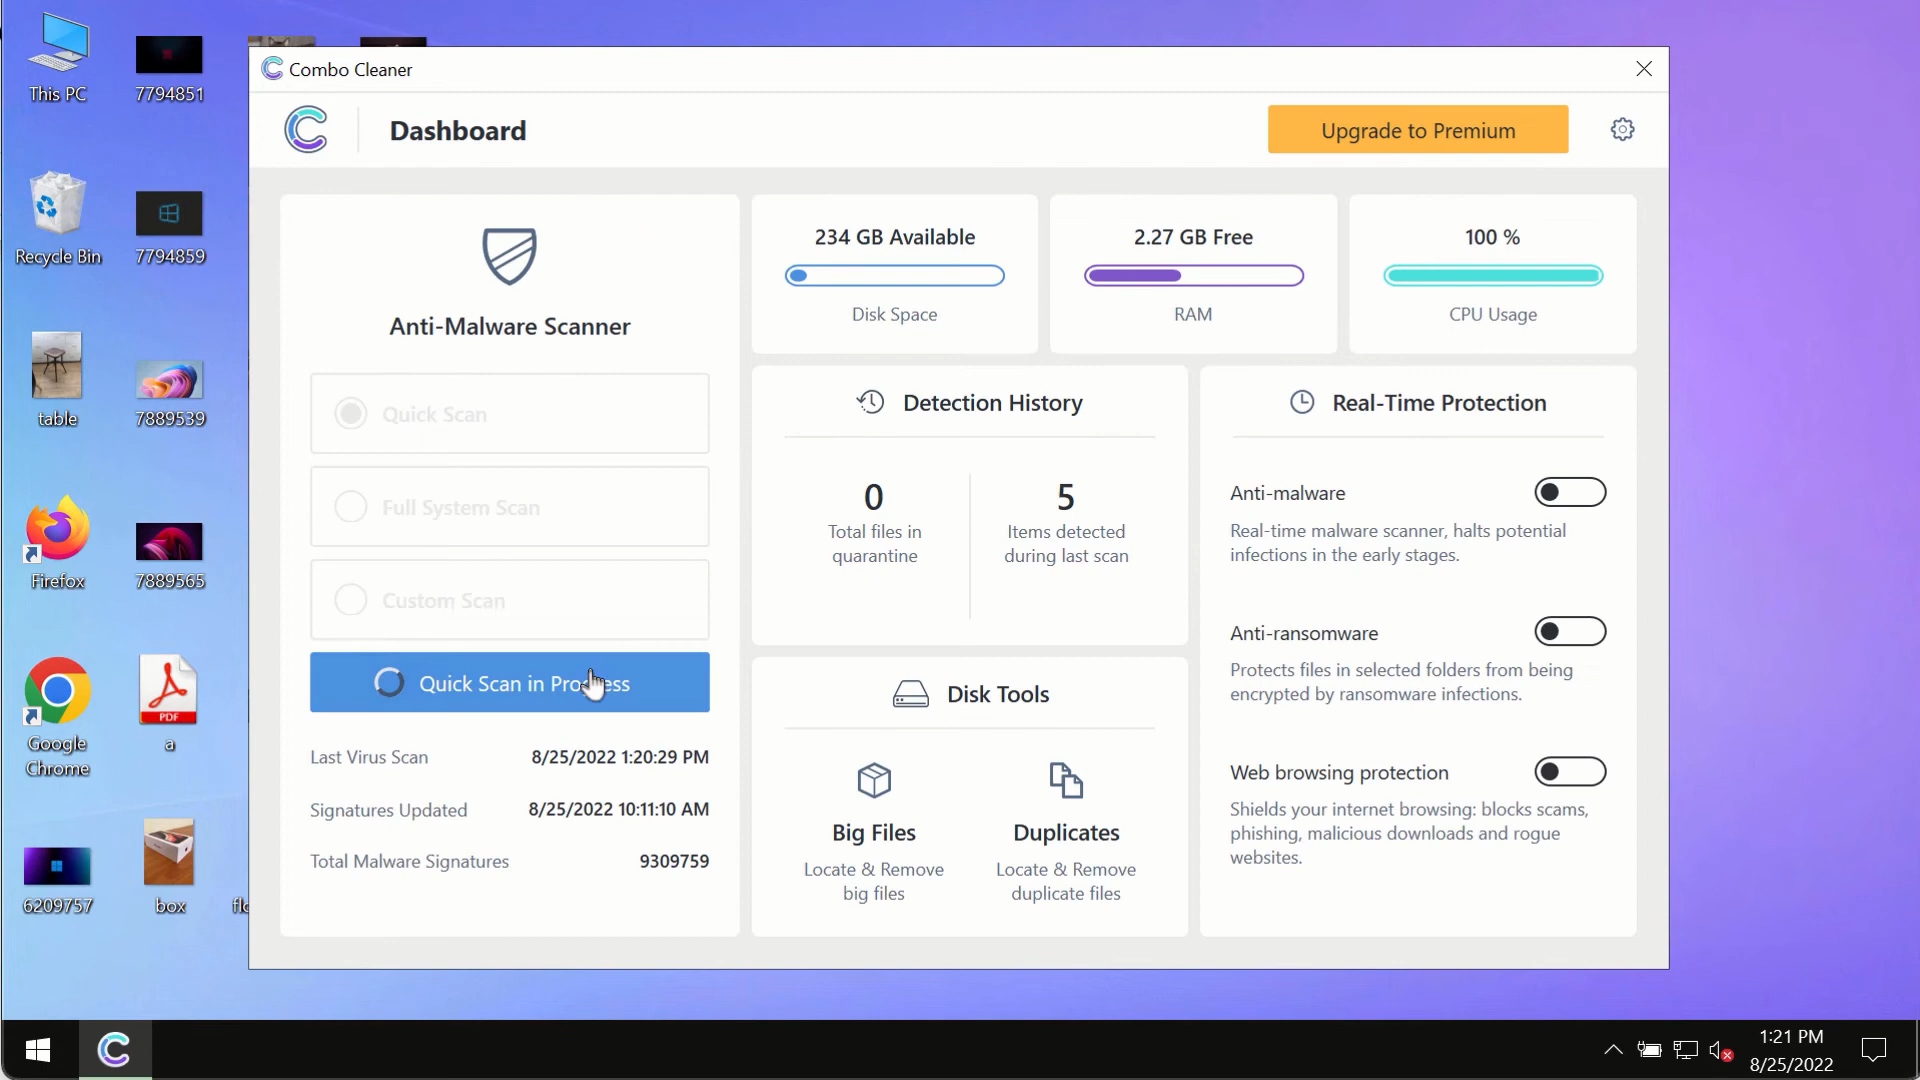 This PC
7794851
Recycle Bin
7794859
table
7889539
Firefox
7889565
Google
Chrome
a
PDF
6209757
box
Combo Cleaner
Dashboard
Upgrade to Premium
Anti-Malware Scanner
Quick Scan
Full System Scan
Custom Scan
Quick Scan in
Last Virus Scan 8/25/2022 1:20:29 PM
Signatures Updated 8/25/2022 10:11:10 AM
Total Malware Signatures 9309759
234 GB Available
Disk Space
2.27 GB Free
RAM
100 %
CPU Usage
Detection History
0
Total files in
quarantine
5
Items detected
during last scan
Disk Tools
Big Files
Locate & Remove
big files
Duplicates
Locate & Remove
duplicate files
Real-Time Protection
Anti-malware
Real-time malware scanner, halts potential
infections in the early stages.
Anti-ransomware
Protects files in selected folders from being
encrypted by ransomware infections.
Web browsing protection
Shields your internet browsing: blocks scams,
phishing, malicious downloads and rogue
websites.
1:21 PM
8/25/2022